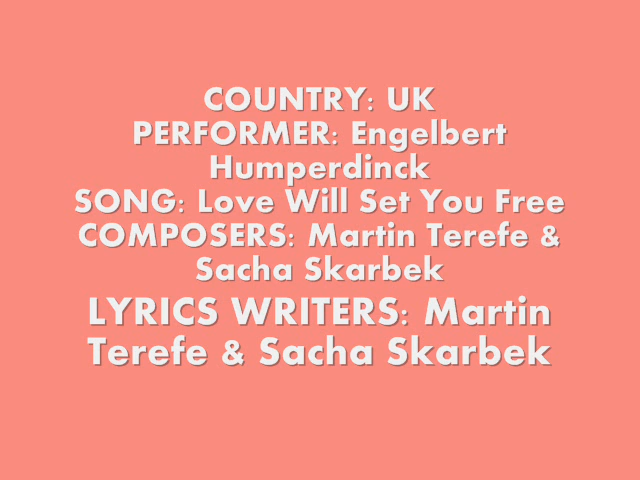 COUNTRY: UK
PERFORMER: Engelbert
Humperdinck
SONG: Love Will Set You Free
COMPOSERS: Martin Terefe &
Sacha Skarbek
LYRICS WRITERS: Martin
Terefe & Sacha Skarbek